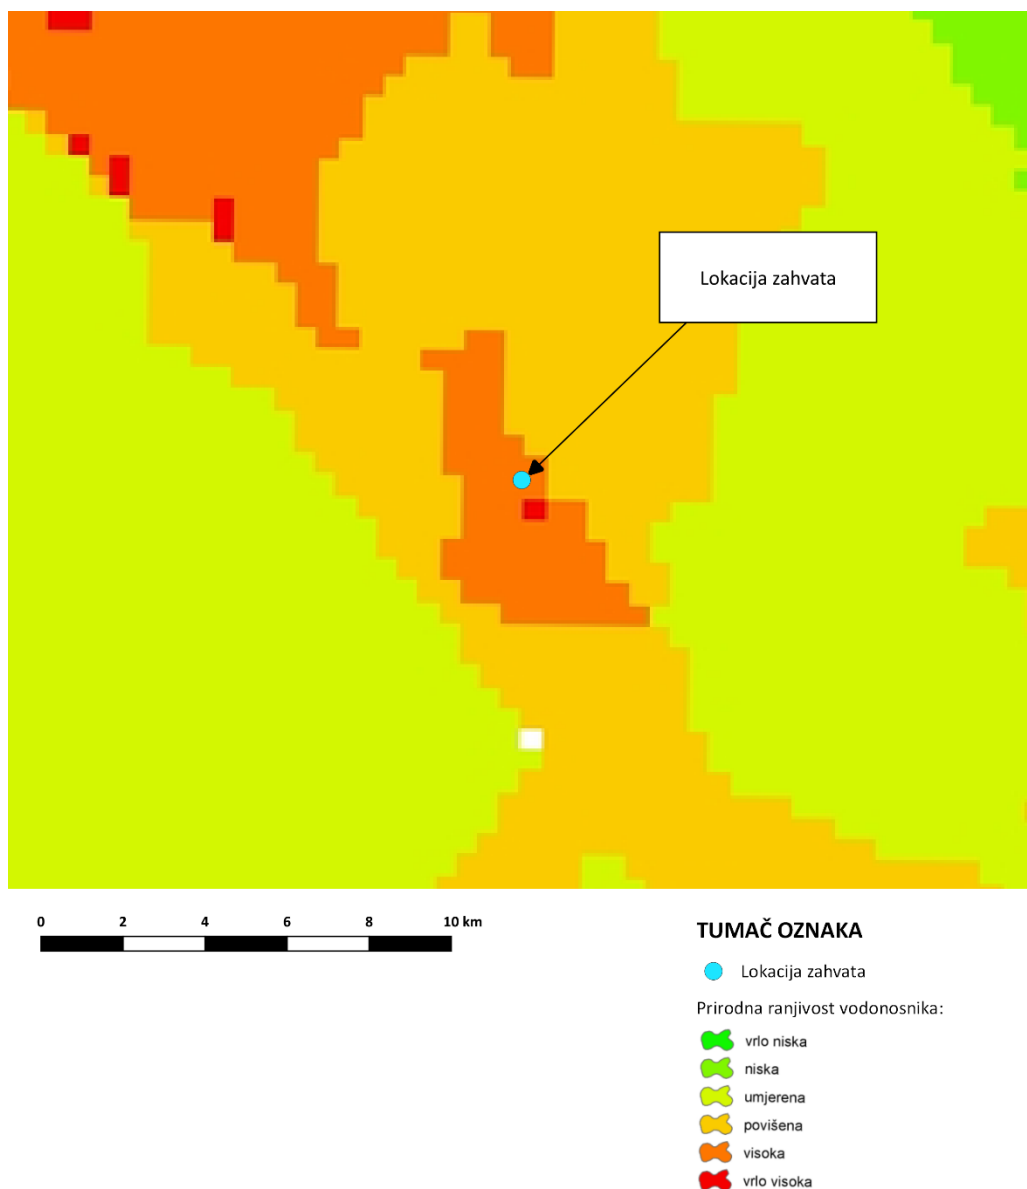 Lokacija zahvata
0 2 4 6 8 10 km
TUMAČ OZNAKA
Lokacija zahvata
Prirodna ranjivost vodonosnika:
vrlo niska
niska
umjerena
povišena
visoka
vrlo visoka